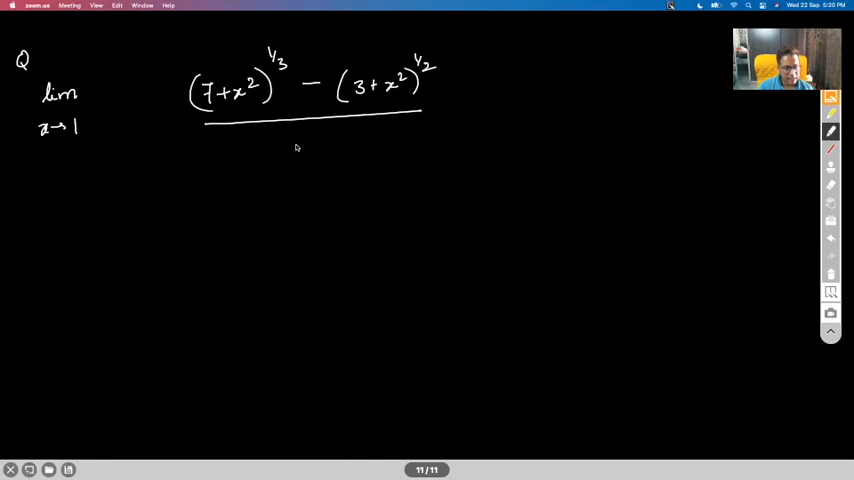 zoom.us Meeting View Edit Window Help Wed 22 Sep 5:20 PM
Q
lim (7+x²)^1/3 − (3+x²)^1/2
x→1
11/11